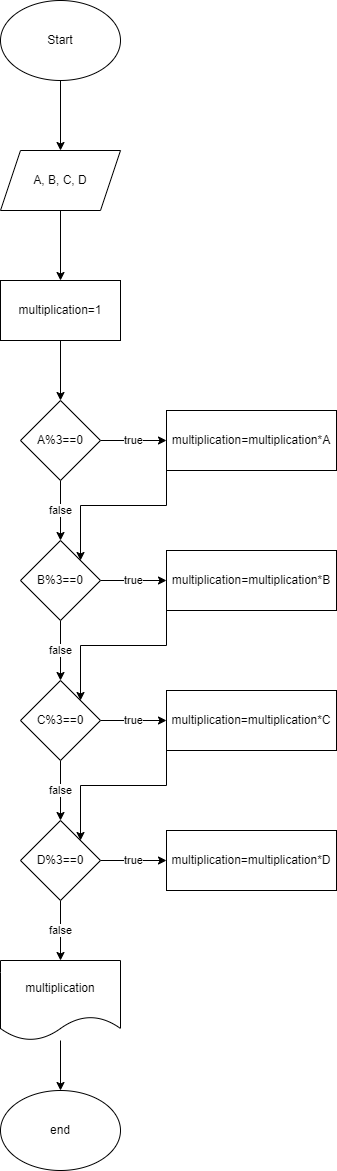 Start
A, B, C, D
multiplication=1
A%3==0
true
multiplication=multiplication*A
false
B%3==0
true
multiplication=multiplication*B
false
C%3==0
true
multiplication=multiplication*C
false
D%3==0
true
multiplication=multiplication*D
false
multiplication
end